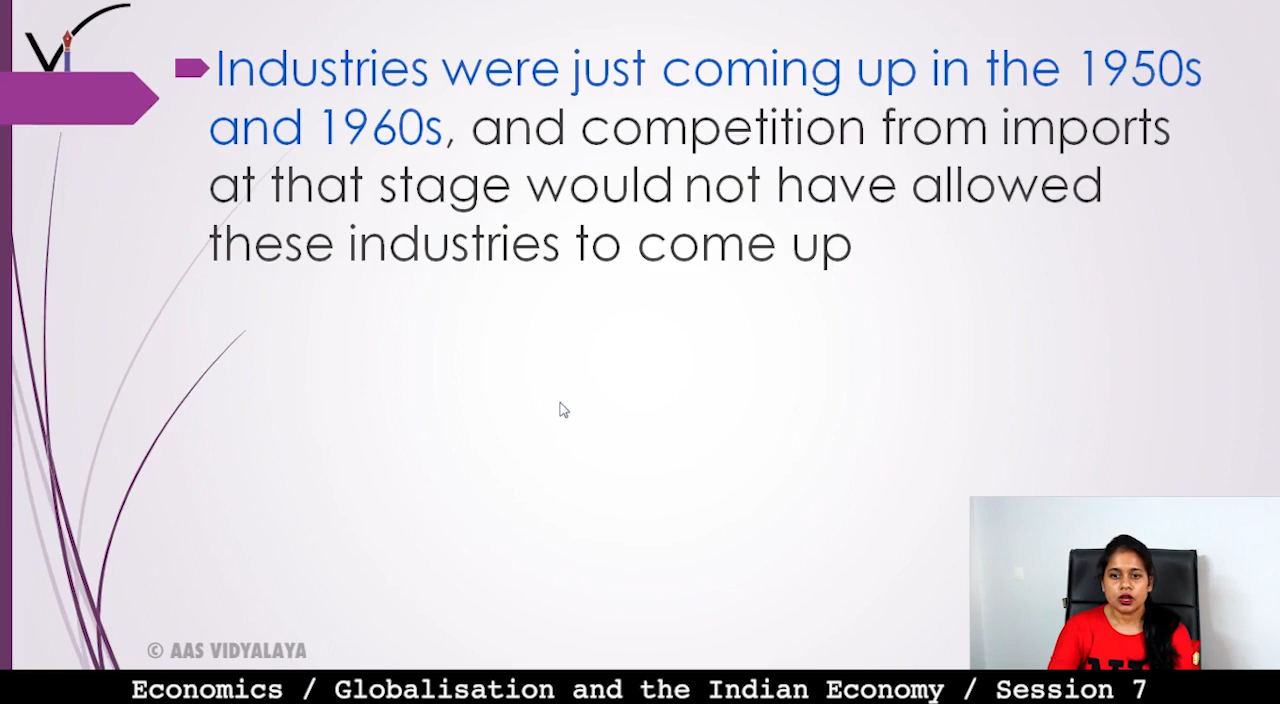 Industries were just coming up in the 1950s
and 1960s, and competition from imports
at that stage would not have allowed
these industries to come up
© AAS VIDYALAYA
Economics / Globalisation and the Indian Economy / Session 7